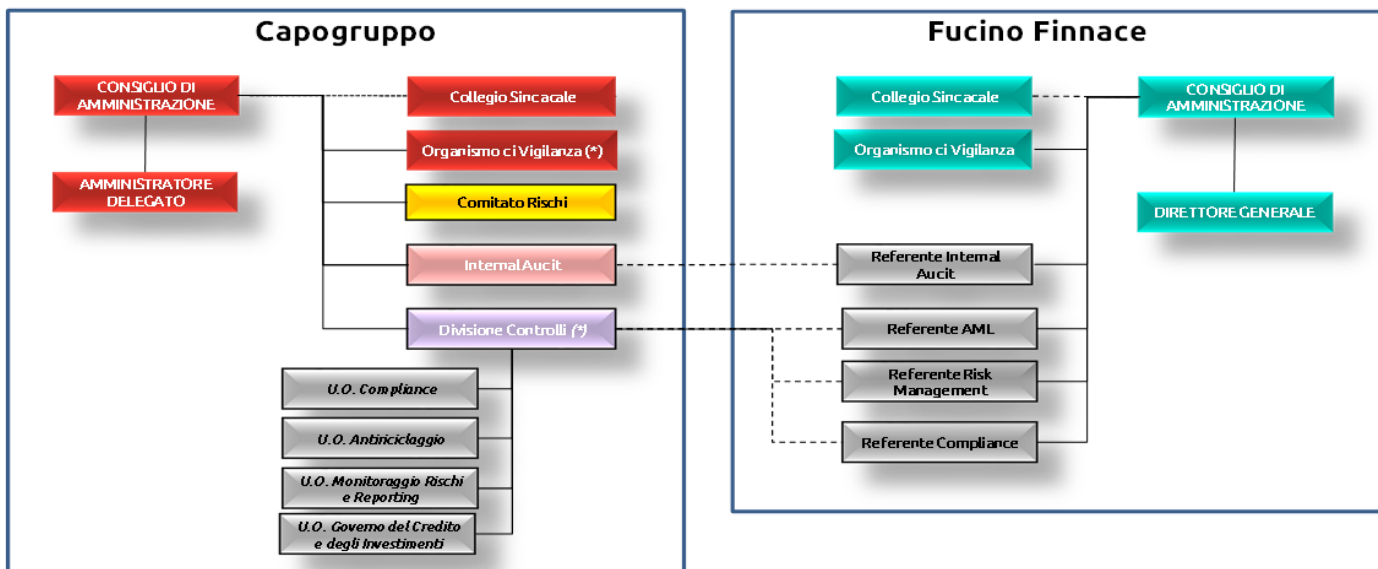 Capogruppo
CONSIGLIO DI
AMMINISTRAZIONE
AMMINISTRATORE
DELEGATO
Collegio Sincacale
Organismo ci Vigilanza (*)
Comitato Rischi
Internal Aucit
Divisione Controlli (*)
U.O. Compliance
U.O. Antiriciclaggio
U.O. Monitoraggio Rischi
e Reporting
U.O. Governo del Credito
e degli Investimenti
Fucino Finnace
Collegio Sincacale
Organismo ci Vigilanza
CONSIGLIO DI
AMMINISTRAZIONE
DIRETTORE GENERALE
Referente Internal
Aucit
Referente AML
Referente Risk
Management
Referente Compliance